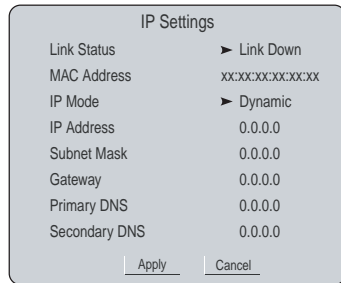 IP Settings
Link Status ➤ Link Down
MAC Address xx:xx:xx:xx:xx:xx
IP Mode ➤ Dynamic
IP Address 0.0.0.0
Subnet Mask 0.0.0.0
Gateway 0.0.0.0
Primary DNS 0.0.0.0
Secondary DNS 0.0.0.0
Apply Cancel